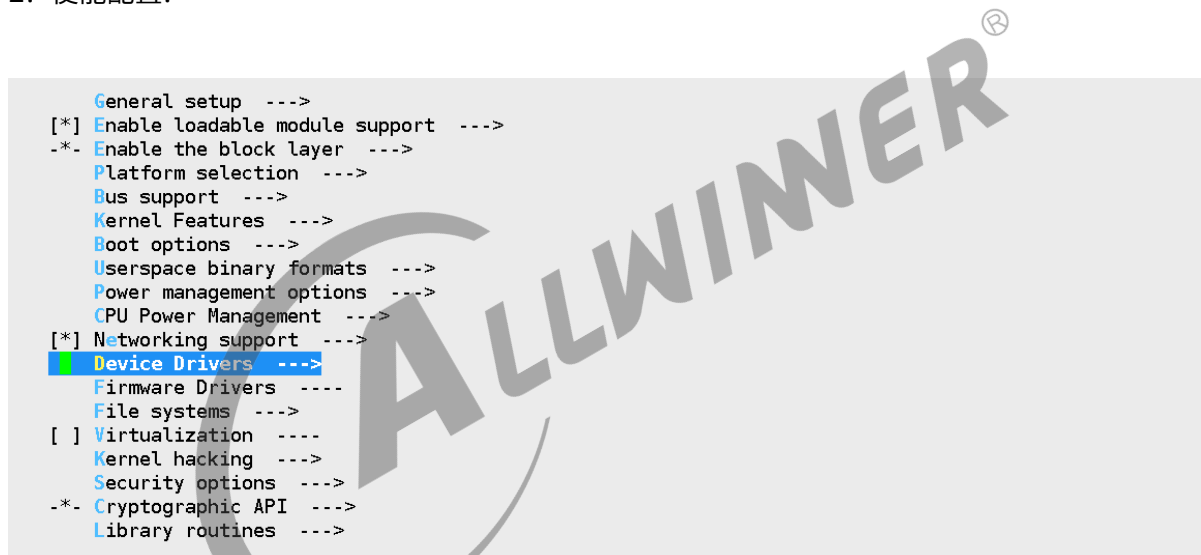 2. 使能配置:
ALLWINNER®
General setup --->
[*] Enable loadable module support --->
-*- Enable the block layer --->
Platform selection --->
Bus support --->
Kernel Features --->
Boot options --->
Userspace binary formats --->
Power management options --->
CPU Power Management --->
[*] Networking support --->
Device Drivers --->
Firmware Drivers ----
File systems --->
[ ] Virtualization ----
Kernel hacking --->
Security options --->
-*- Cryptographic API --->
Library routines --->